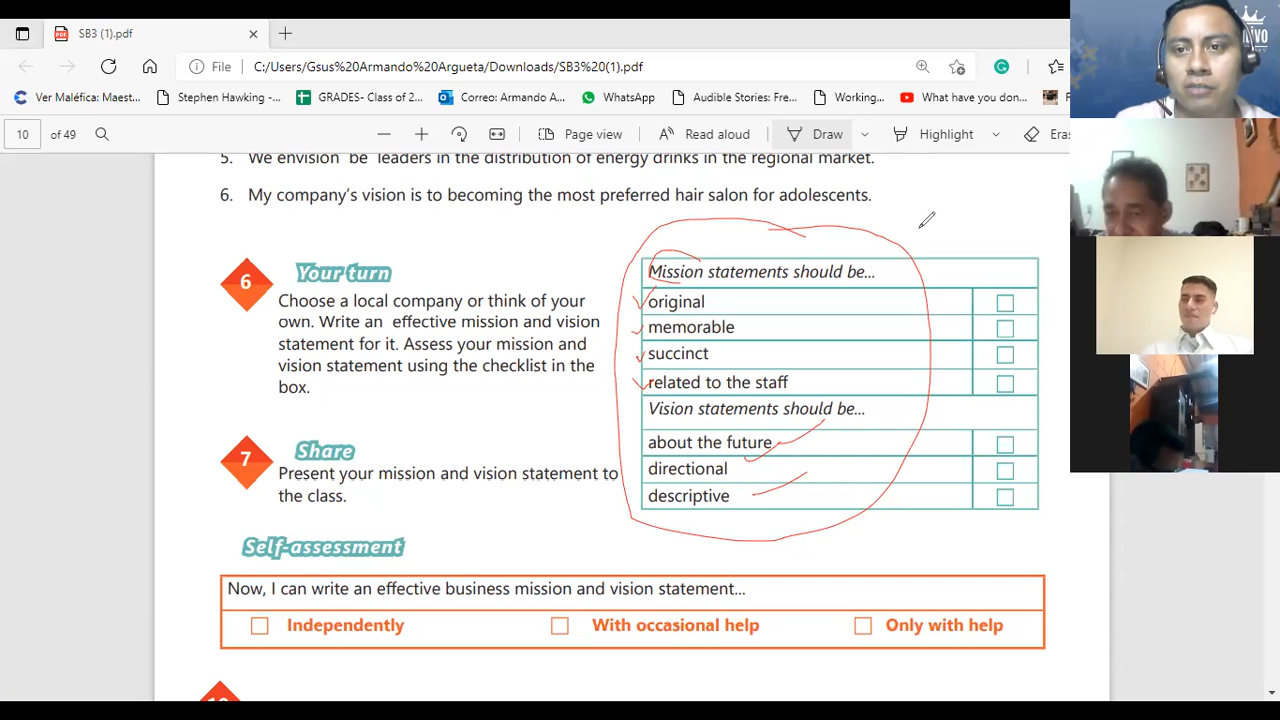 SB3 (1).pdf
File C:/Users/Gsus%20Armando%20Argueta/Downloads/SB3%20(1).pdf
Ver Maléfica: Maest... Stephen Hawking -... GRADES- Class of 2... Correo: Armando A... WhatsApp Audible Stories: Fre... Working... What have you don...
10 of 49 Page view Read aloud Draw Highlight Eras
5. We envision be leaders in the distribution of energy drinks in the regional market.
6. My company's vision is to becoming the most preferred hair salon for adolescents.
6 Your turn
Choose a local company or think of your
own. Write an effective mission and vision
statement for it. Assess your mission and
vision statement using the checklist in the
box.
Mission statements should be...
original
memorable
succinct
related to the staff
Vision statements should be...
about the future
directional
descriptive
7 Share
Present your mission and vision statement to
the class.
Self-assessment
Now, I can write an effective business mission and vision statement...
Independently With occasional help Only with help